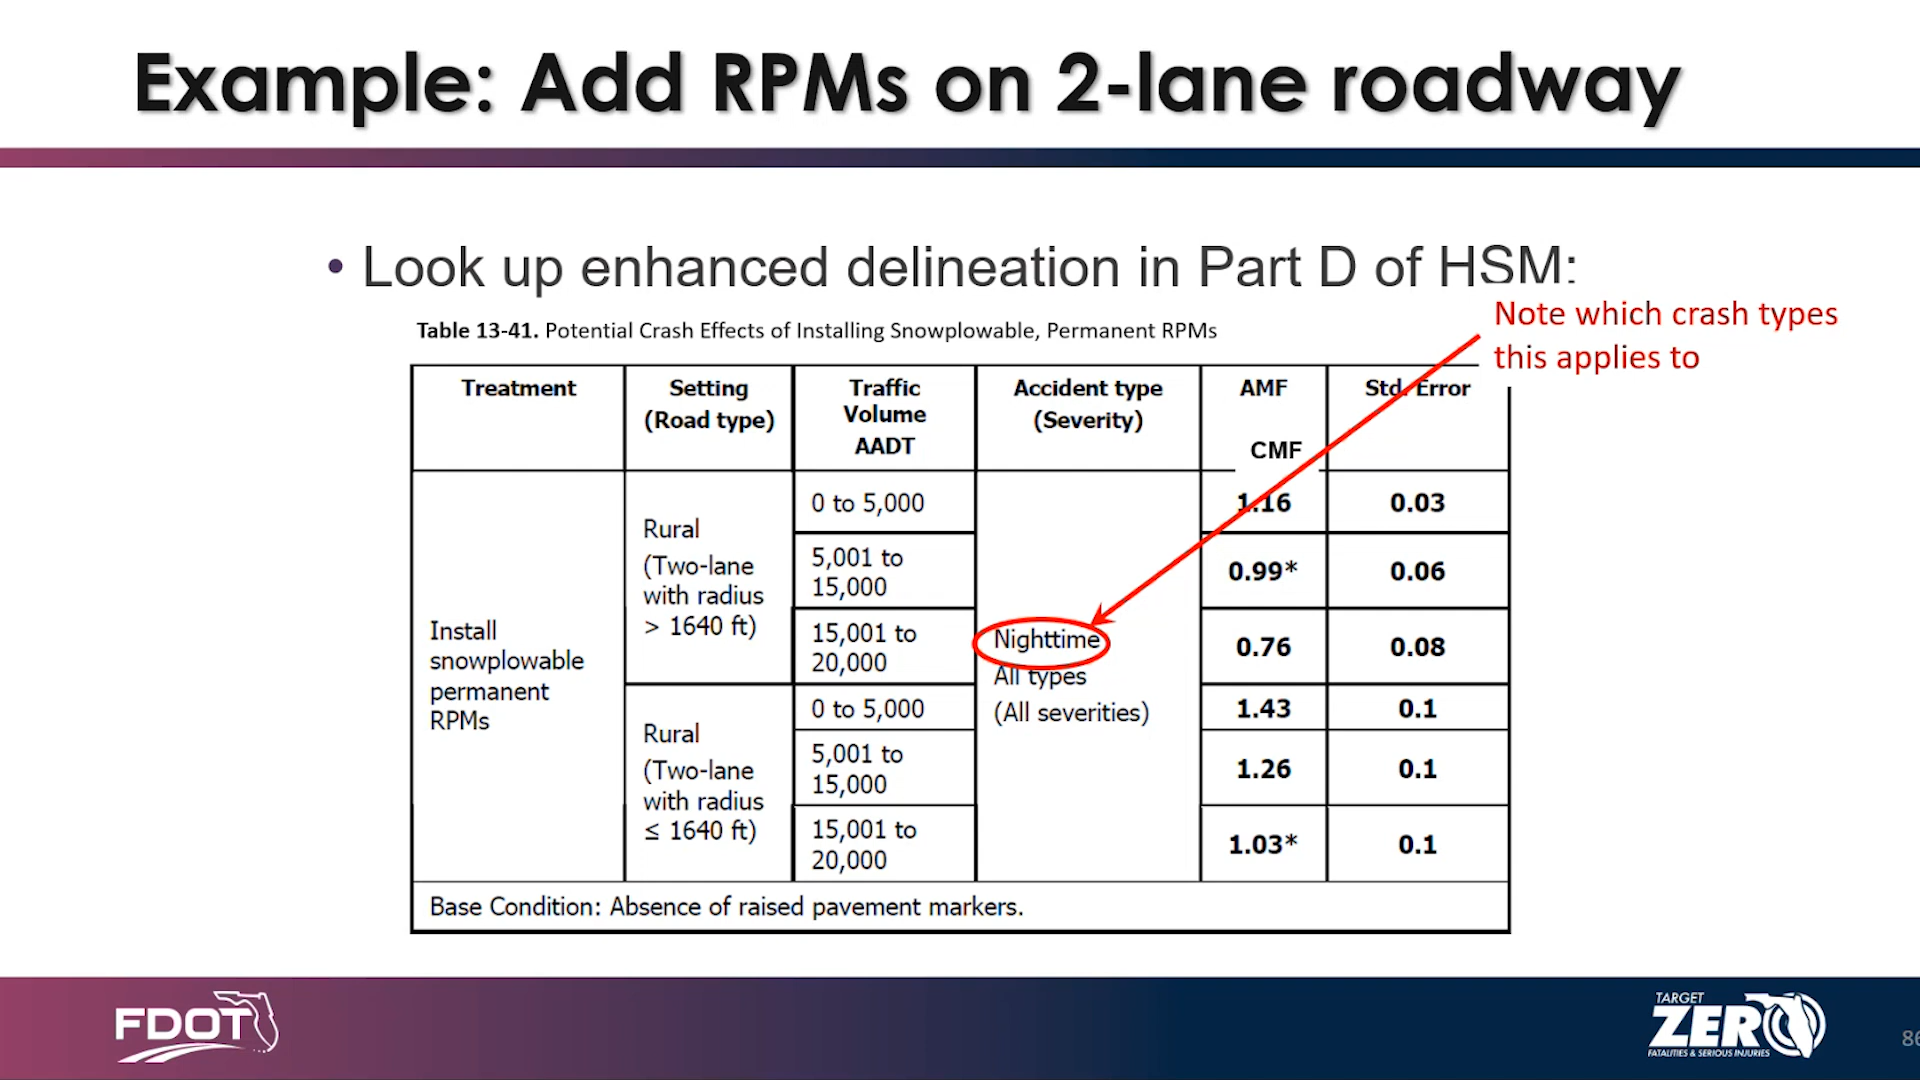 Example: Add RPMs on 2-lane roadway
• Look up enhanced delineation in Part D of HSM:
Note which crash types
this applies to
Table 13-41. Potential Crash Effects of Installing Snowplowable, Permanent RPMs
Treatment
Setting
(Road type)
Traffic
Volume
AADT
Accident type
(Severity)
AMF
CMF
Std. Error
Install
snowplowable
permanent
RPMs
Rural
(Two-lane
with radius
> 1640 ft)
0 to 5,000
5,001 to
15,000
15,001 to
20,000
Nighttime
All types
(All severities)
1.16
0.03
0.99*
0.06
0.76
0.08
Rural
(Two-lane
with radius
≤ 1640 ft)
0 to 5,000
1.43
0.1
5,001 to
15,000
1.26
0.1
15,001 to
20,000
1.03*
0.1
Base Condition: Absence of raised pavement markers.
FDOT
TARGET
ZERO
FATALITIES & SERIOUS INJURIES
86